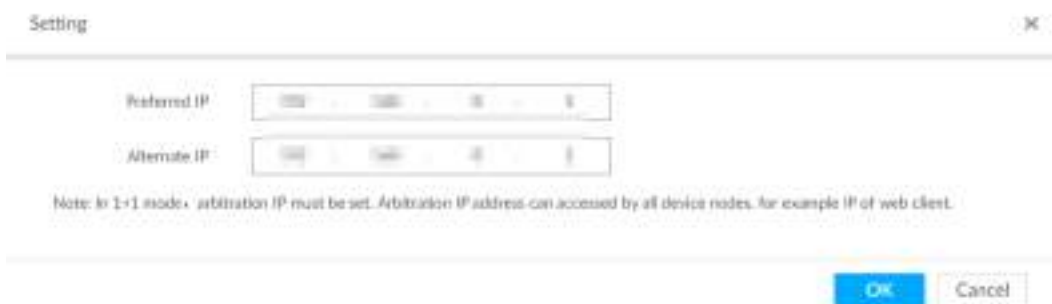 Setting
Preferred IP
Alternate IP
Note: In 1+1 mode, arbitration IP must be set. Arbitration IP address can accessed by all device nodes, for example IP of web client.
OK Cancel